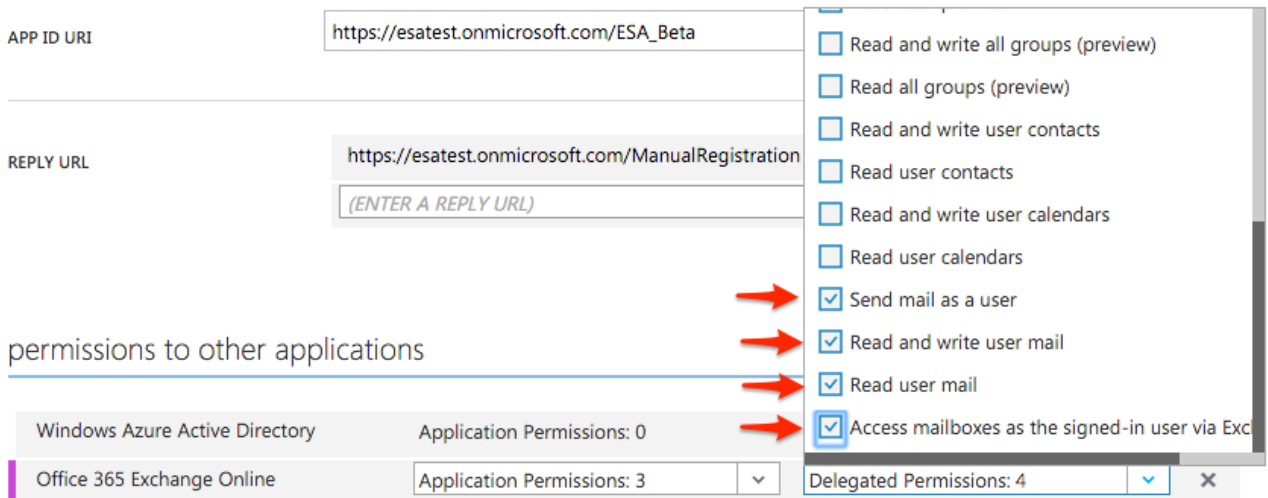 APP ID URI
https://esatest.onmicrosoft.com/ESA_Beta
REPLY URL
https://esatest.onmicrosoft.com/ManualRegistration
(ENTER A REPLY URL)
Read and write all groups (preview)
Read all groups (preview)
Read and write user contacts
Read user contacts
Read and write user calendars
Read user calendars
Send mail as a user
Read and write user mail
Read user mail
Access mailboxes as the signed-in user via Excl
permissions to other applications
Windows Azure Active Directory
Application Permissions: 0
Office 365 Exchange Online
Application Permissions: 3
Delegated Permissions: 4